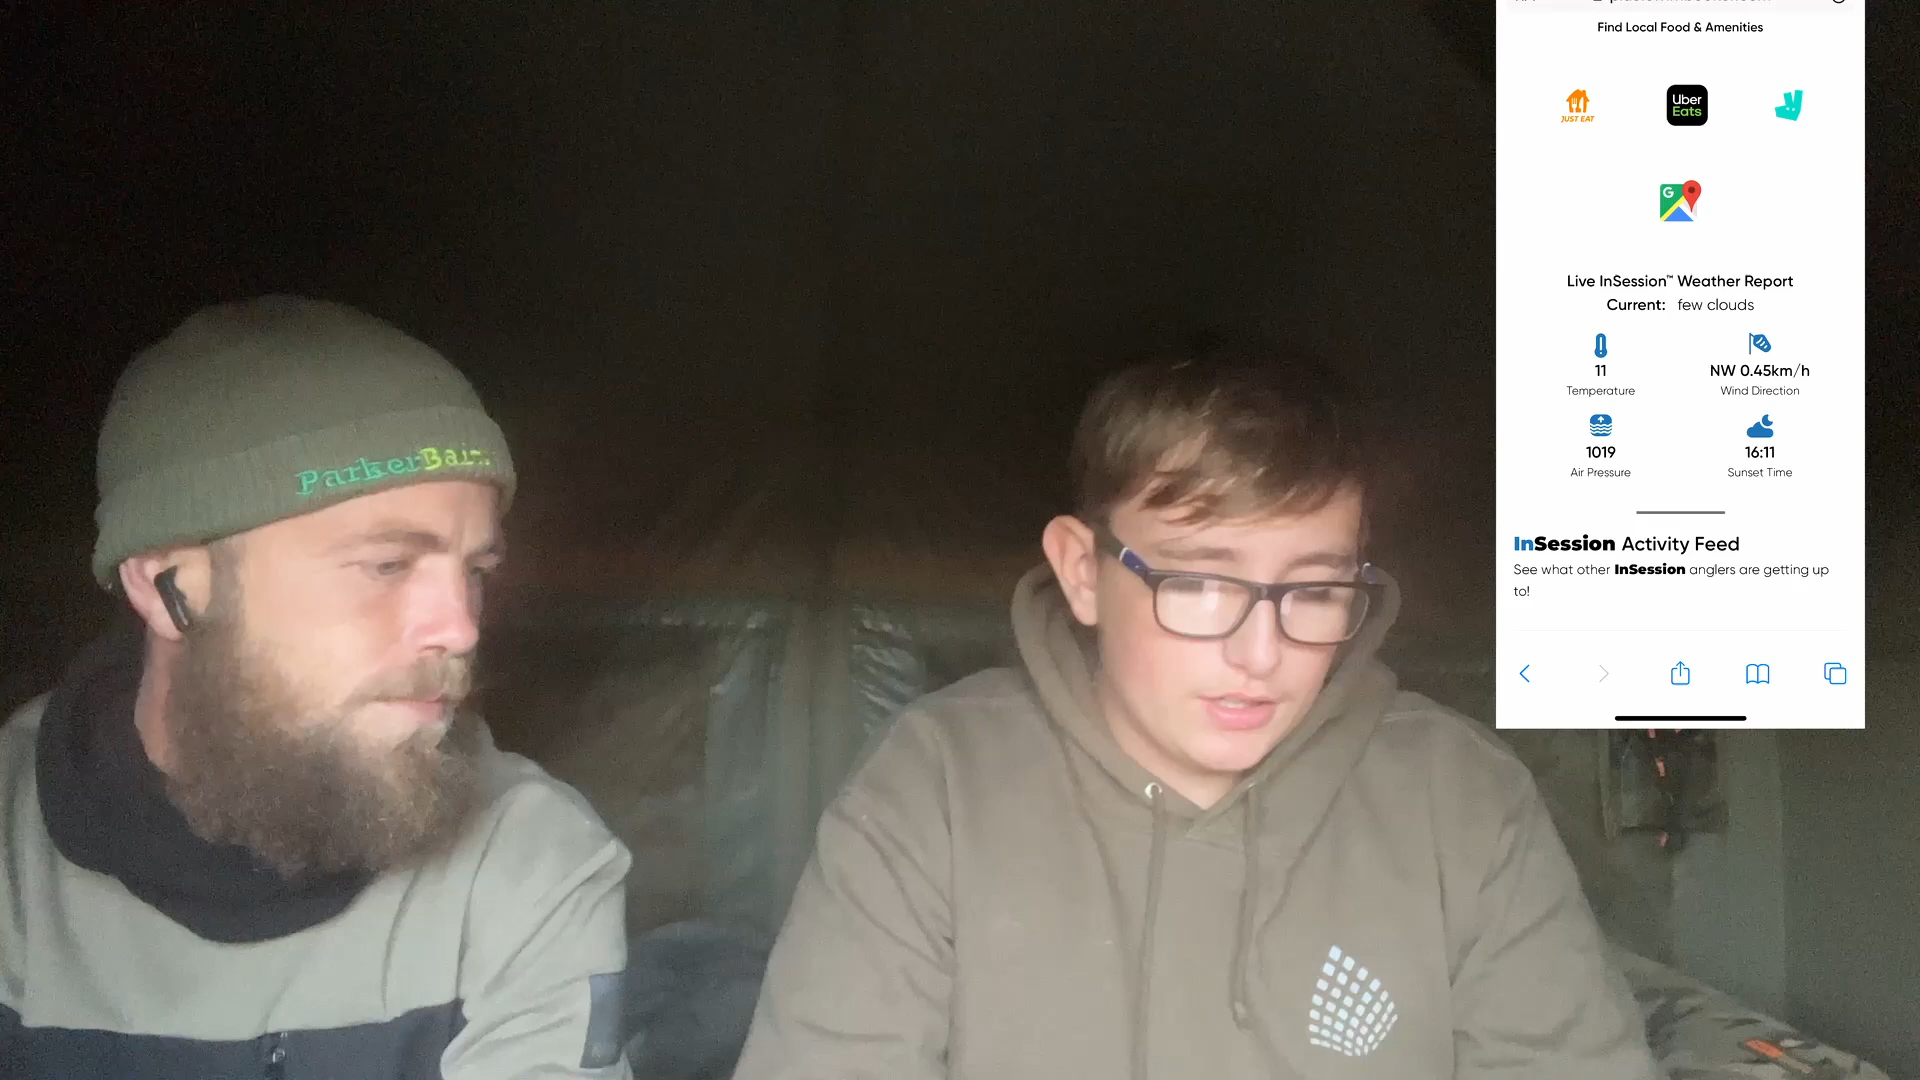 Find Local Food & Amenities
JUST EAT
Uber
Eats
G
Live InSession™ Weather Report
Current: few clouds
11
NW 0.45km/h
Temperature
Wind Direction
1019
16:11
Air Pressure
Sunset Time
InSession Activity Feed
See what other InSession anglers are getting up
to!